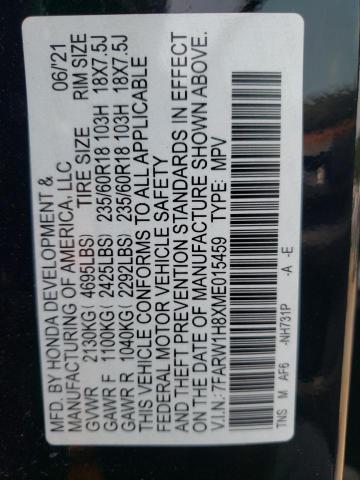 MFD. BY HONDA DEVELOPMENT & 06/'21
MANUFACTURING OF AMERICA, LLC
TIRE SIZE RIM SIZE
GVWR 2130KG( 4695LBS)
GAWR F 1100KG( 2425LBS) 235/60R18 103H 18X7.5J
GAWR R 1040KG( 2292LBS) 235/60R18 103H 18X7.5J
THIS VEHICLE CONFORMS TO ALL APPLICABLE
FEDERAL MOTOR VEHICLE SAFETY
AND THEFT PREVENTION STANDARDS IN EFFECT
ON THE DATE OF MANUFACTURE SHOWN ABOVE.
V.I.N.: 7FARW1H8XME015459 TYPE: MPV
TNS M AF6 -NH731P -A -E